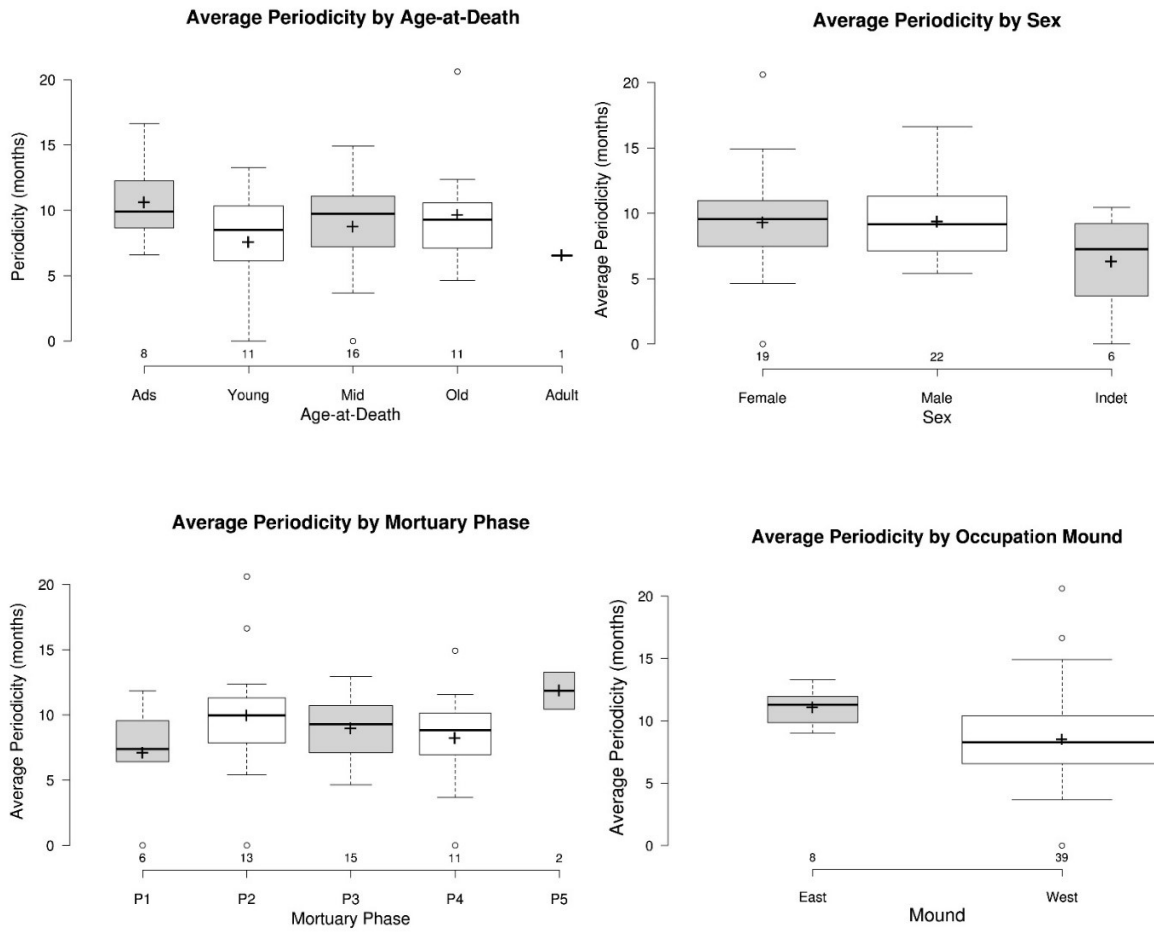 Average Periodicity by Age-at-Death
Periodicity (months)
20
15
10
5
0
8 11 16 11 1
Ads Young Mid Old Adult
Age-at-Death
Average Periodicity by Sex
Average Periodicity (months)
20
15
10
5
0
19 22 6
Female Male Indet
Sex
Average Periodicity by Mortuary Phase
Average Periodicity (months)
20
15
10
5
0
6 13 15 11 2
P1 P2 P3 P4 P5
Mortuary Phase
Average Periodicity by Occupation Mound
Average Periodicity (months)
20
15
10
5
0
8 39
East West
Mound